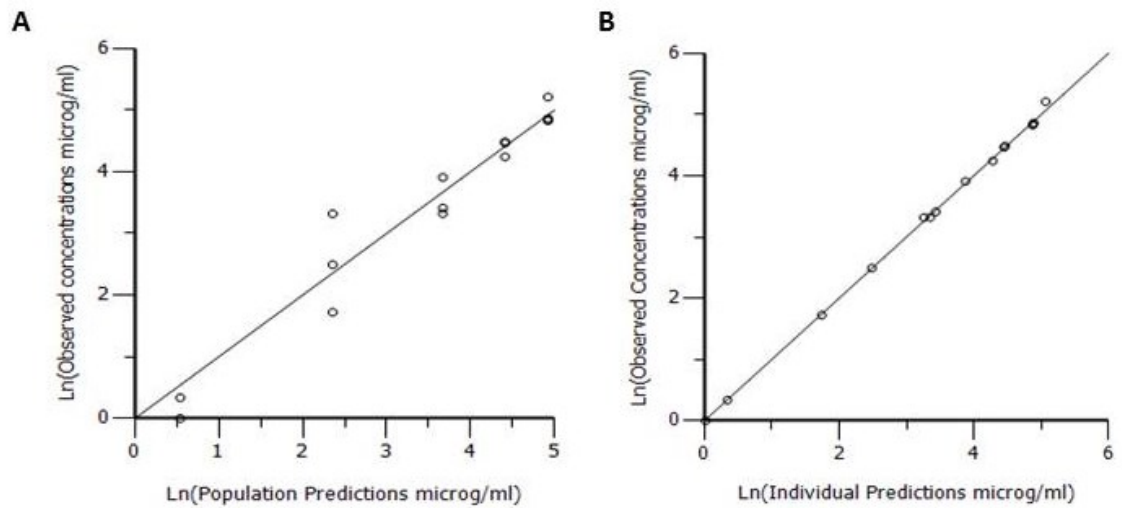 A
6
4
2
0
Ln(Observed concentrations microg/ml)
0 1 2 3 4 5
Ln(Population Predictions microg/ml)
B
6
4
2
0
Ln(Observed Concentrations microg/ml)
0 2 4 6
Ln(Individual Predictions microg/ml)